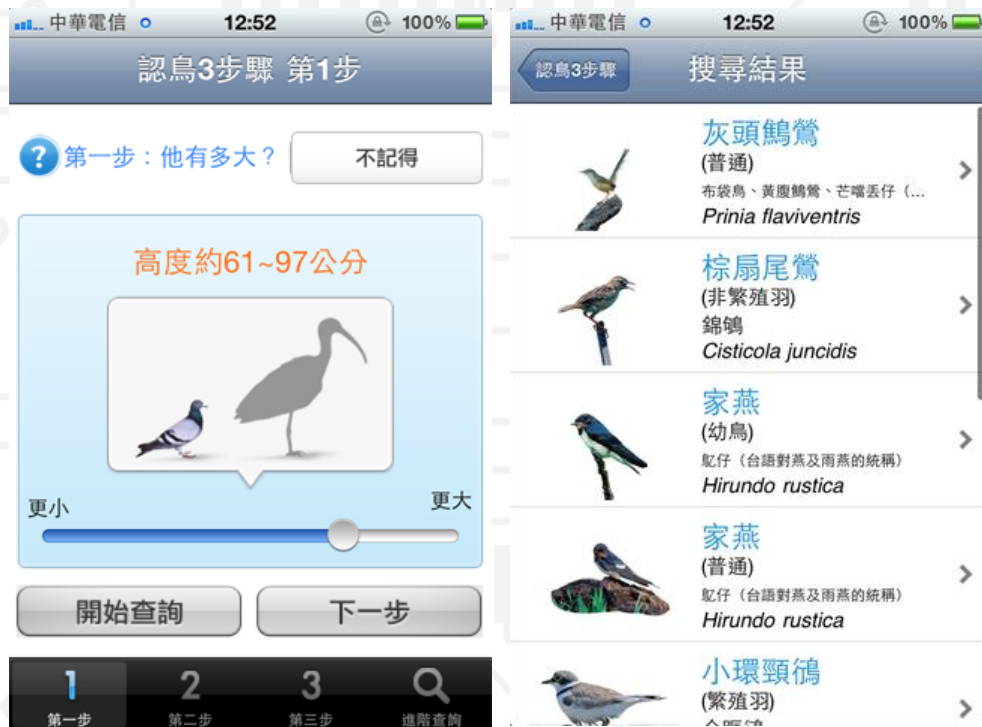 中華電信 12:52 100%
認鳥3步驟 第1步
? 第一步：他有多大？ 不記得
高度約61~97公分
更小 更大
開始查詢 下一步
1 2 3
第一步 第二步 第三步 進階查詢
中華電信 12:52 100%
認鳥3步驟 搜尋結果
灰頭鷦鶯
(普通)
布袋鳥、黃腹鷦鶯、芒噹丟仔（...
Prinia flaviventris
棕扇尾鶯
(非繁殖羽)
錦鴝
Cisticola juncidis
家燕
(幼鳥)
鳦仔（台語對燕及雨燕的統稱）
Hirundo rustica
家燕
(普通)
鳦仔（台語對燕及雨燕的統稱）
Hirundo rustica
小環頸鴴
(繁殖羽)